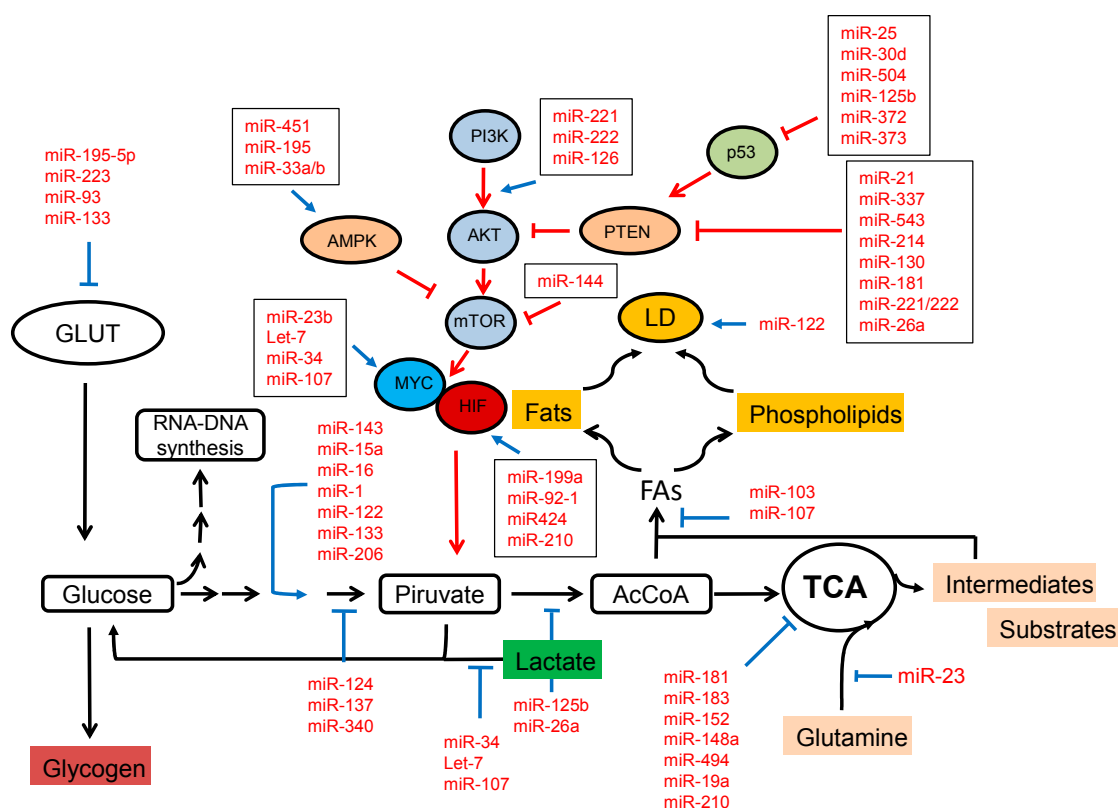 miR-25
miR-30d
miR-504
miR-125b
miR-372
miR-373
miR-221
miR-222
miR-126
PI3K
p53
miR-451
miR-195
miR-33a/b
miR-195-5p
miR-223
miR-93
miR-133
miR-21
miR-337
miR-543
miR-214
miR-130
miR-181
miR-221/222
miR-26a
AMPK
AKT
PTEN
miR-144
mTOR
LD
miR-122
GLUT
miR-23b
Let-7
miR-34
miR-107
MYC
HIF
Fats
Phospholipids
RNA-DNA
synthesis
miR-143
miR-15a
miR-16
miR-1
miR-122
miR-133
miR-206
miR-199a
miR-92-1
miR424
miR-210
FAs
miR-103
miR-107
Glucose
Piruvate
AcCoA
TCA
Intermediates
Substrates
Lactate
miR-124
miR-137
miR-340
miR-125b
miR-26a
miR-34
Let-7
miR-107
miR-181
miR-183
miR-152
miR-148a
miR-494
miR-19a
miR-210
miR-23
Glutamine
Glycogen